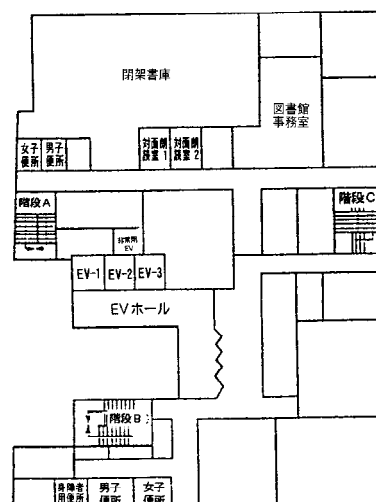 閉架書庫
図書館
事務室
女子
便所
男子
便所
対面朗
読室1
対面朗
読室2
階段A
階段C
非常用
EV
EV-1
EV-2
EV-3
EVホール
階段B
身障者
用便所
男子
便所
女子
便所